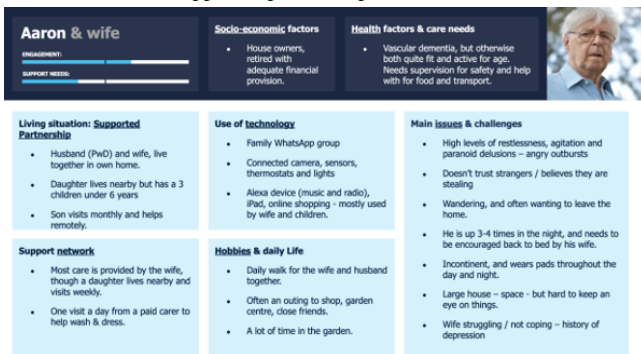 Aaron & wife
ENGAGEMENT:
SUPPORT NEEDS:
Socio-economic factors
• House owners,
retired with
adequate financial
provision.
Health factors & care needs
• Vascular dementia, but otherwise
both quite fit and active for age.
Needs supervision for safety and help
with for food and transport.
Living situation: Supported
Partnership
• Husband (PwD) and wife, live
together in own home.
• Daughter lives nearby but has a 3
children under 6 years
• Son visits monthly and helps
remotely.
Use of technology
• Family WhatsApp group
• Connected camera, sensors,
thermostats and lights
• Alexa device (music and radio),
iPad, online shopping - mostly used
by wife and children.
Main issues & challenges
• High levels of restlessness, agitation and
paranoid delusions – angry outbursts
• Doesn't trust strangers / believes they are
stealing
• Wandering, and often wanting to leave the
home.
• He is up 3-4 times in the night, and needs to
be encouraged back to bed by his wife.
• Incontinent, and wears pads throughout the
day and night.
• Large house – space - but hard to keep an
eye on things.
• Wife struggling / not coping – history of
depression
Support network
• Most care is provided by the wife,
though a daughter lives nearby and
visits weekly.
• One visit a day from a paid carer to
help wash & dress.
Hobbies & daily Life
• Daily walk for the wife and husband
together.
• Often an outing to shop, garden
centre, close friends.
• A lot of time in the garden.